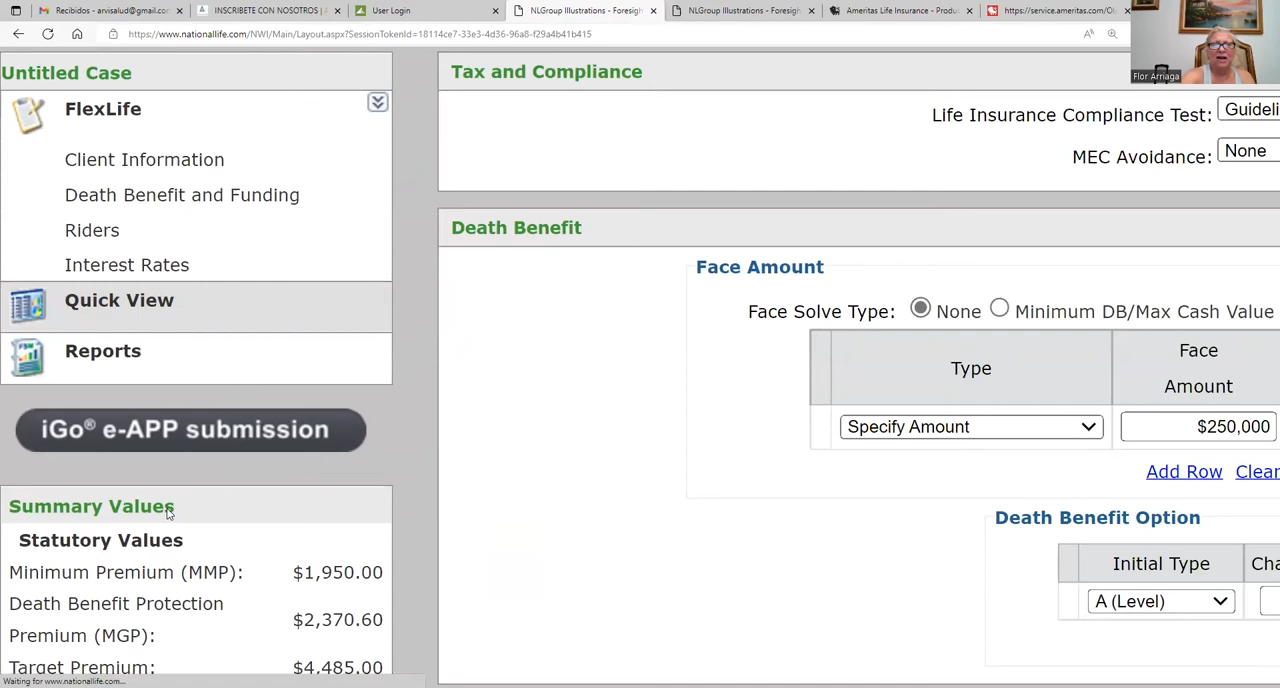 Recibidos - arvisalud@gmail.com
INSCRIBETE CON NOSOTROS |
User Login
NLGroup Illustrations - Foresigh
NLGroup Illustrations - Foresigh
Ameritas Life Insurance - Produc
https://service.ameritas.com/Ol
https://www.nationallife.com/NWI/Main/Layout.aspx?SessionTokenId=18114ce7-33e3-4d36-96a8-f29a4b41b415
Flor Arriaga
Untitled Case
FlexLife
Client Information
Death Benefit and Funding
Riders
Interest Rates
Quick View
Reports
iGo® e-APP submission
Summary Values
Statutory Values
Minimum Premium (MMP): $1,950.00
Death Benefit Protection
Premium (MGP): $2,370.60
Target Premium: $4,485.00
Waiting for www.nationallife.com...
Tax and Compliance
Life Insurance Compliance Test: Guideli
MEC Avoidance: None
Death Benefit
Face Amount
Face Solve Type: None Minimum DB/Max Cash Value
Type Face
Amount
Specify Amount $250,000
Add Row Clear
Death Benefit Option
Initial Type Cha
A (Level)